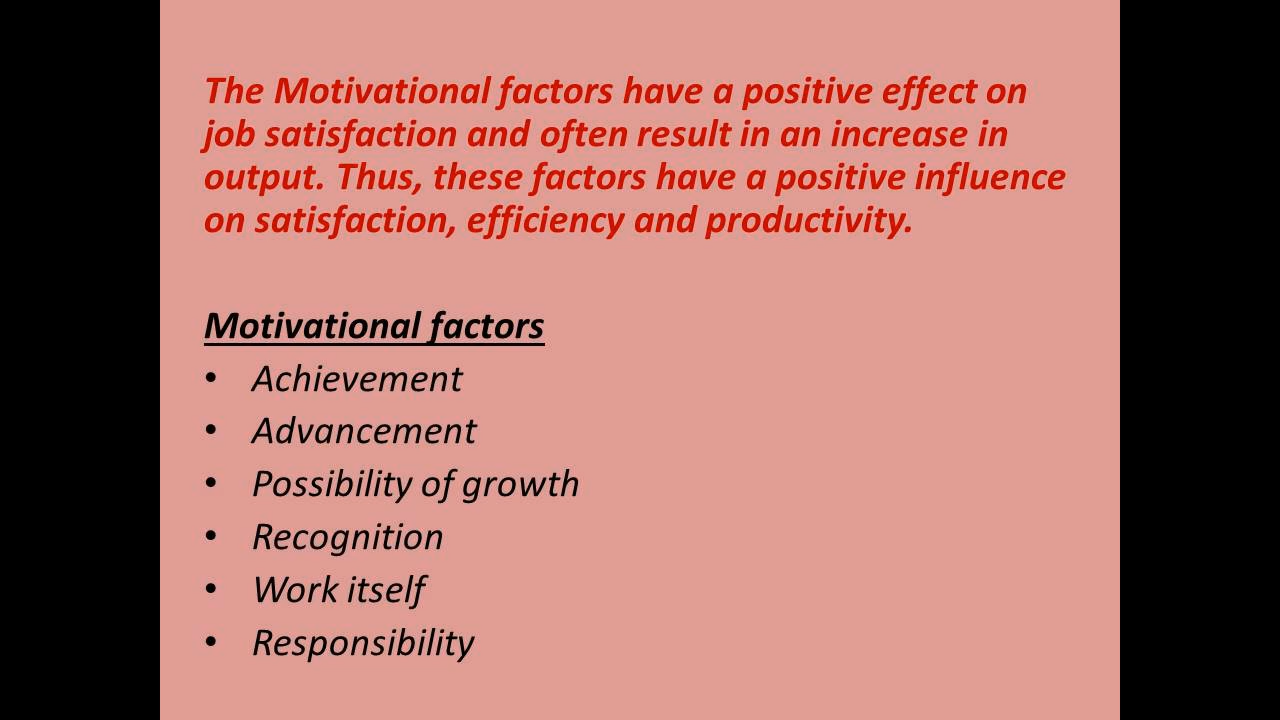 The Motivational factors have a positive effect on
job satisfaction and often result in an increase in
output. Thus, these factors have a positive influence
on satisfaction, efficiency and productivity.
Motivational factors
• Achievement
• Advancement
• Possibility of growth
• Recognition
• Work itself
• Responsibility